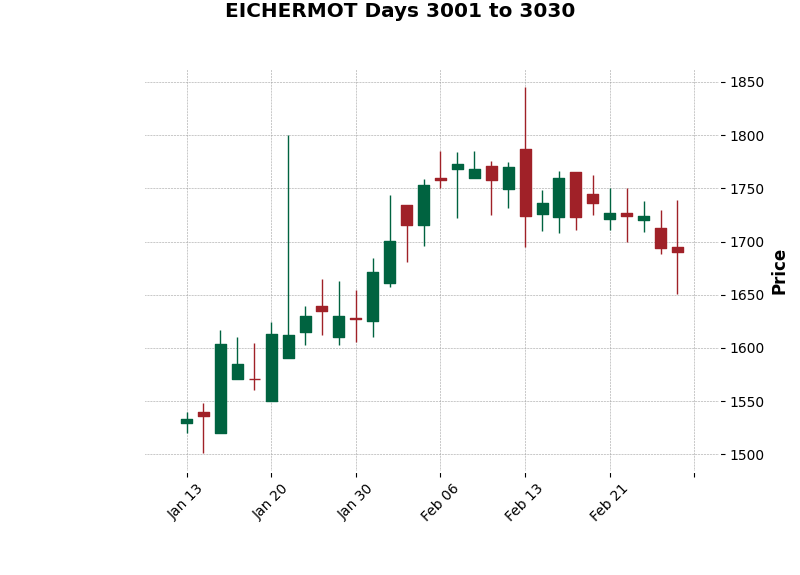 EICHERMOT Days 3001 to 3030
1850
1800
1750
1700
1650
1600
1550
1500
Price
Jan 13
Jan 20
Jan 30
Feb 06
Feb 13
Feb 21